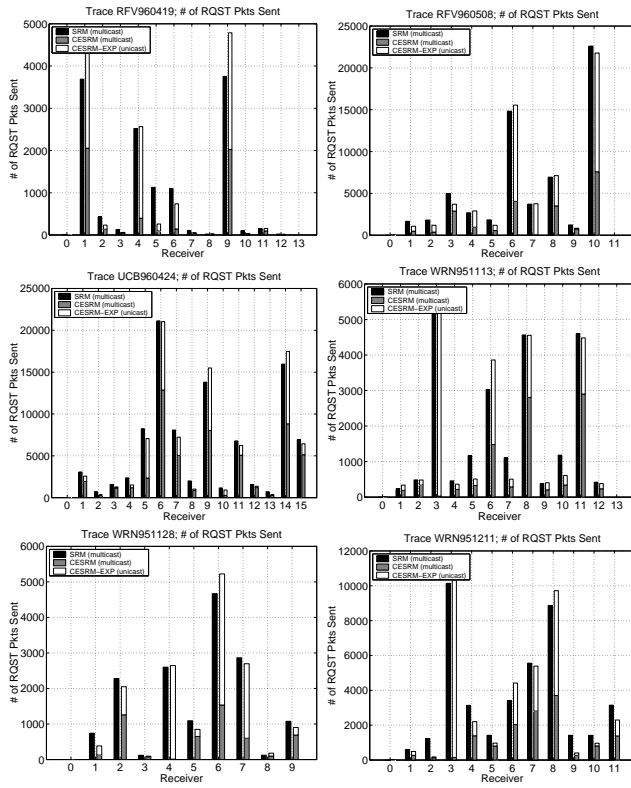 Trace RFV960419; # of RQST Pkts Sent
SRM (multicast)
CESRM (multicast)
CESRM-EXP (unicast)
# of RQST Pkts Sent
5000
4000
3000
2000
1000
0
0 1 2 3 4 5 6 7 8 9 10 11 12 13
Receiver
Trace RFV960508; # of RQST Pkts Sent
SRM (multicast)
CESRM (multicast)
CESRM-EXP (unicast)
# of RQST Pkts Sent
25000
20000
15000
10000
5000
0
0 1 2 3 4 5 6 7 8 9 10 11
Receiver
Trace UCB960424; # of RQST Pkts Sent
SRM (multicast)
CESRM (multicast)
CESRM-EXP (unicast)
# of RQST Pkts Sent
25000
20000
15000
10000
5000
0
0 1 2 3 4 5 6 7 8 9 10 11 12 13 14 15
Receiver
Trace WRN951113; # of RQST Pkts Sent
SRM (multicast)
CESRM (multicast)
CESRM-EXP (unicast)
# of RQST Pkts Sent
6000
5000
4000
3000
2000
1000
0
0 1 2 3 4 5 6 7 8 9 10 11 12 13
Receiver
Trace WRN951128; # of RQST Pkts Sent
SRM (multicast)
CESRM (multicast)
CESRM-EXP (unicast)
# of RQST Pkts Sent
6000
5000
4000
3000
2000
1000
0
0 1 2 3 4 5 6 7 8 9
Receiver
Trace WRN951211; # of RQST Pkts Sent
SRM (multicast)
CESRM (multicast)
CESRM-EXP (unicast)
# of RQST Pkts Sent
12000
10000
8000
6000
4000
2000
0
0 1 2 3 4 5 6 7 8 9 10 11
Receiver